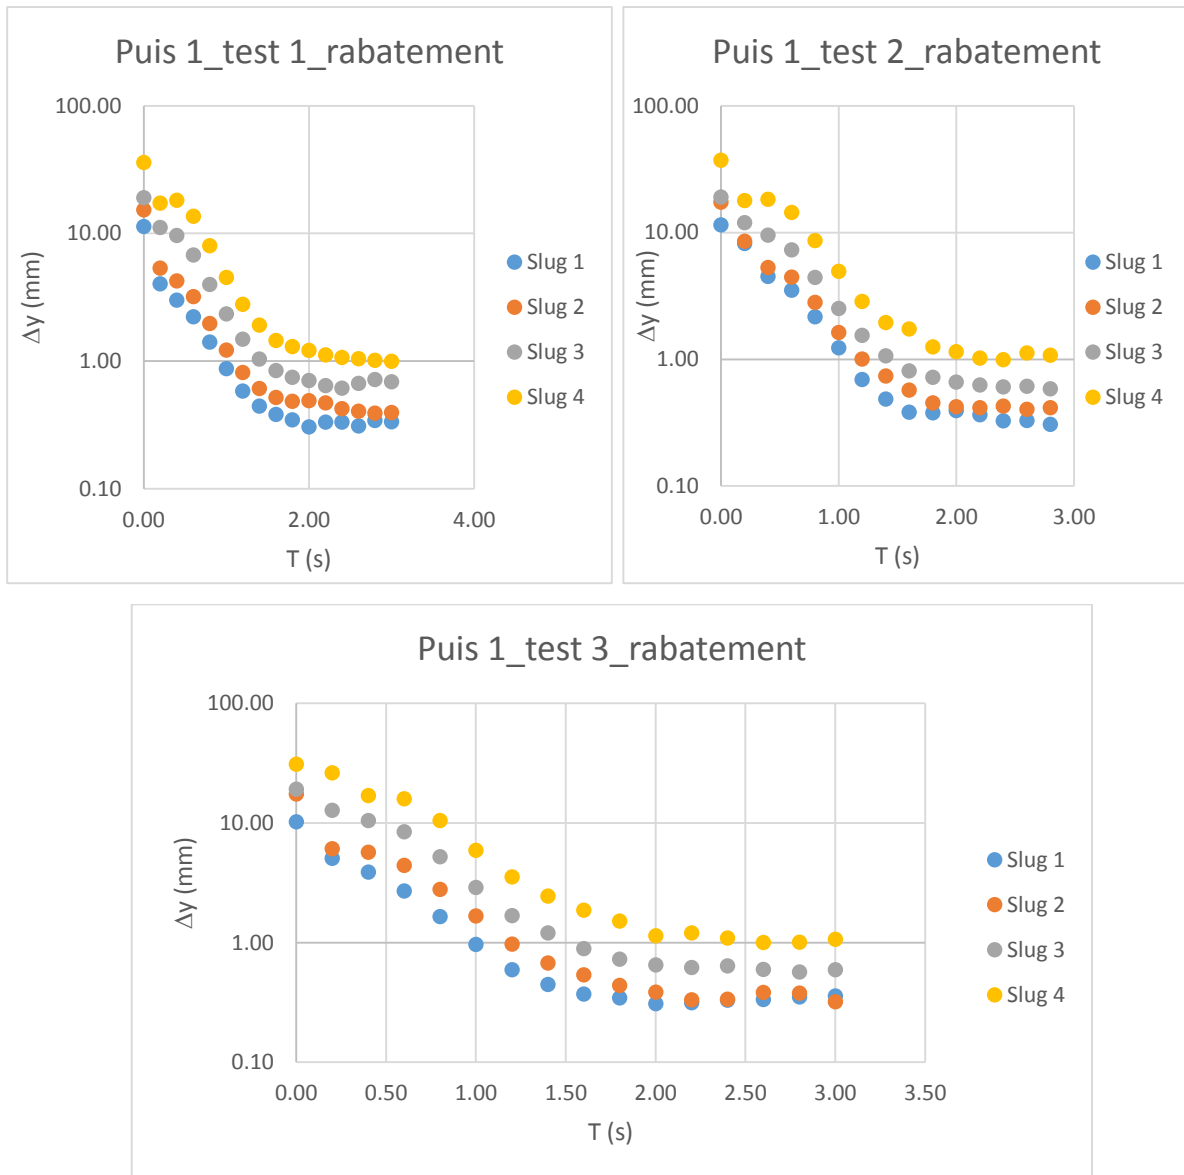 Puis 1_test 1_rabatement
100.00
10.00
1.00
0.10
Δy (mm)
0.00 2.00 4.00
T (s)
Slug 1
Slug 2
Slug 3
Slug 4
Puis 1_test 2_rabatement
100.00
10.00
1.00
0.10
Δy (mm)
0.00 1.00 2.00 3.00
T (s)
Slug 1
Slug 2
Slug 3
Slug 4
Puis 1_test 3_rabatement
100.00
10.00
1.00
0.10
Δy (mm)
0.00 0.50 1.00 1.50 2.00 2.50 3.00 3.50
T (s)
Slug 1
Slug 2
Slug 3
Slug 4